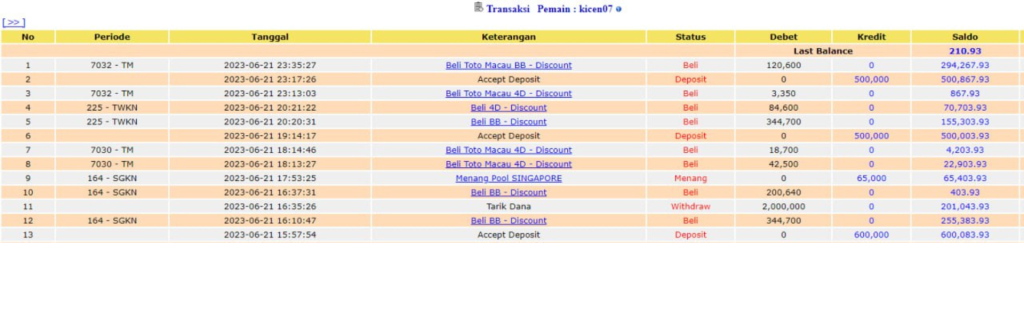 Transaksi Pemain : kicen07
[ >> ]
No Periode Tanggal Keterangan Status Debet Kredit Saldo
Last Balance 210.93
1 7032 - TM 2023-06-21 23:35:27 Beli Toto Macau BB - Discount Beli 120,600 0 294,267.93
2 2023-06-21 23:17:26 Accept Deposit Deposit 0 500,000 500,867.93
3 7032 - TM 2023-06-21 23:13:03 Beli Toto Macau 4D - Discount Beli 3,350 0 867.93
4 225 - TWKN 2023-06-21 20:21:22 Beli 4D - Discount Beli 84,600 0 70,703.93
5 225 - TWKN 2023-06-21 20:20:31 Beli BB - Discount Beli 344,700 0 155,303.93
6 2023-06-21 19:14:17 Accept Deposit Deposit 0 500,000 500,003.93
7 7030 - TM 2023-06-21 18:14:46 Beli Toto Macau 4D - Discount Beli 18,700 0 4,203.93
8 7030 - TM 2023-06-21 18:13:27 Beli Toto Macau 4D - Discount Beli 42,500 0 22,903.93
9 164 - SGKN 2023-06-21 17:53:25 Menang Pool SINGAPORE Menang 0 65,000 65,403.93
10 164 - SGKN 2023-06-21 16:37:31 Beli BB - Discount Beli 200,640 0 403.93
11 2023-06-21 16:35:26 Tarik Dana Withdraw 2,000,000 0 201,043.93
12 164 - SGKN 2023-06-21 16:10:47 Beli BB - Discount Beli 344,700 0 255,383.93
13 2023-06-21 15:57:54 Accept Deposit Deposit 0 600,000 600,083.93